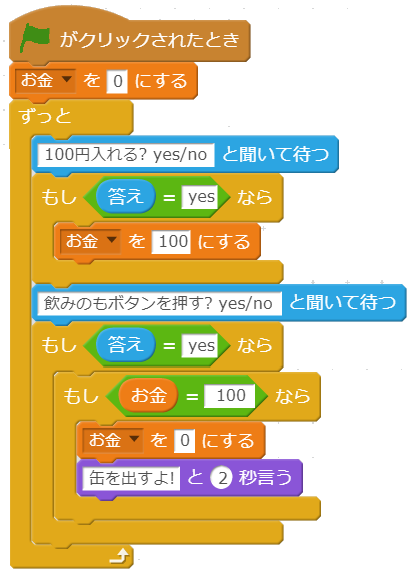 がクリックされたとき
お金 を 0 にする
ずっと
100円入れる? yes/no と聞いて待つ
もし 答え = yes なら
お金 を 100 にする
飲みのもボタンを押す? yes/no と聞いて待つ
もし 答え = yes なら
もし お金 = 100 なら
お金 を 0 にする
缶を出すよ! と 2 秒言う